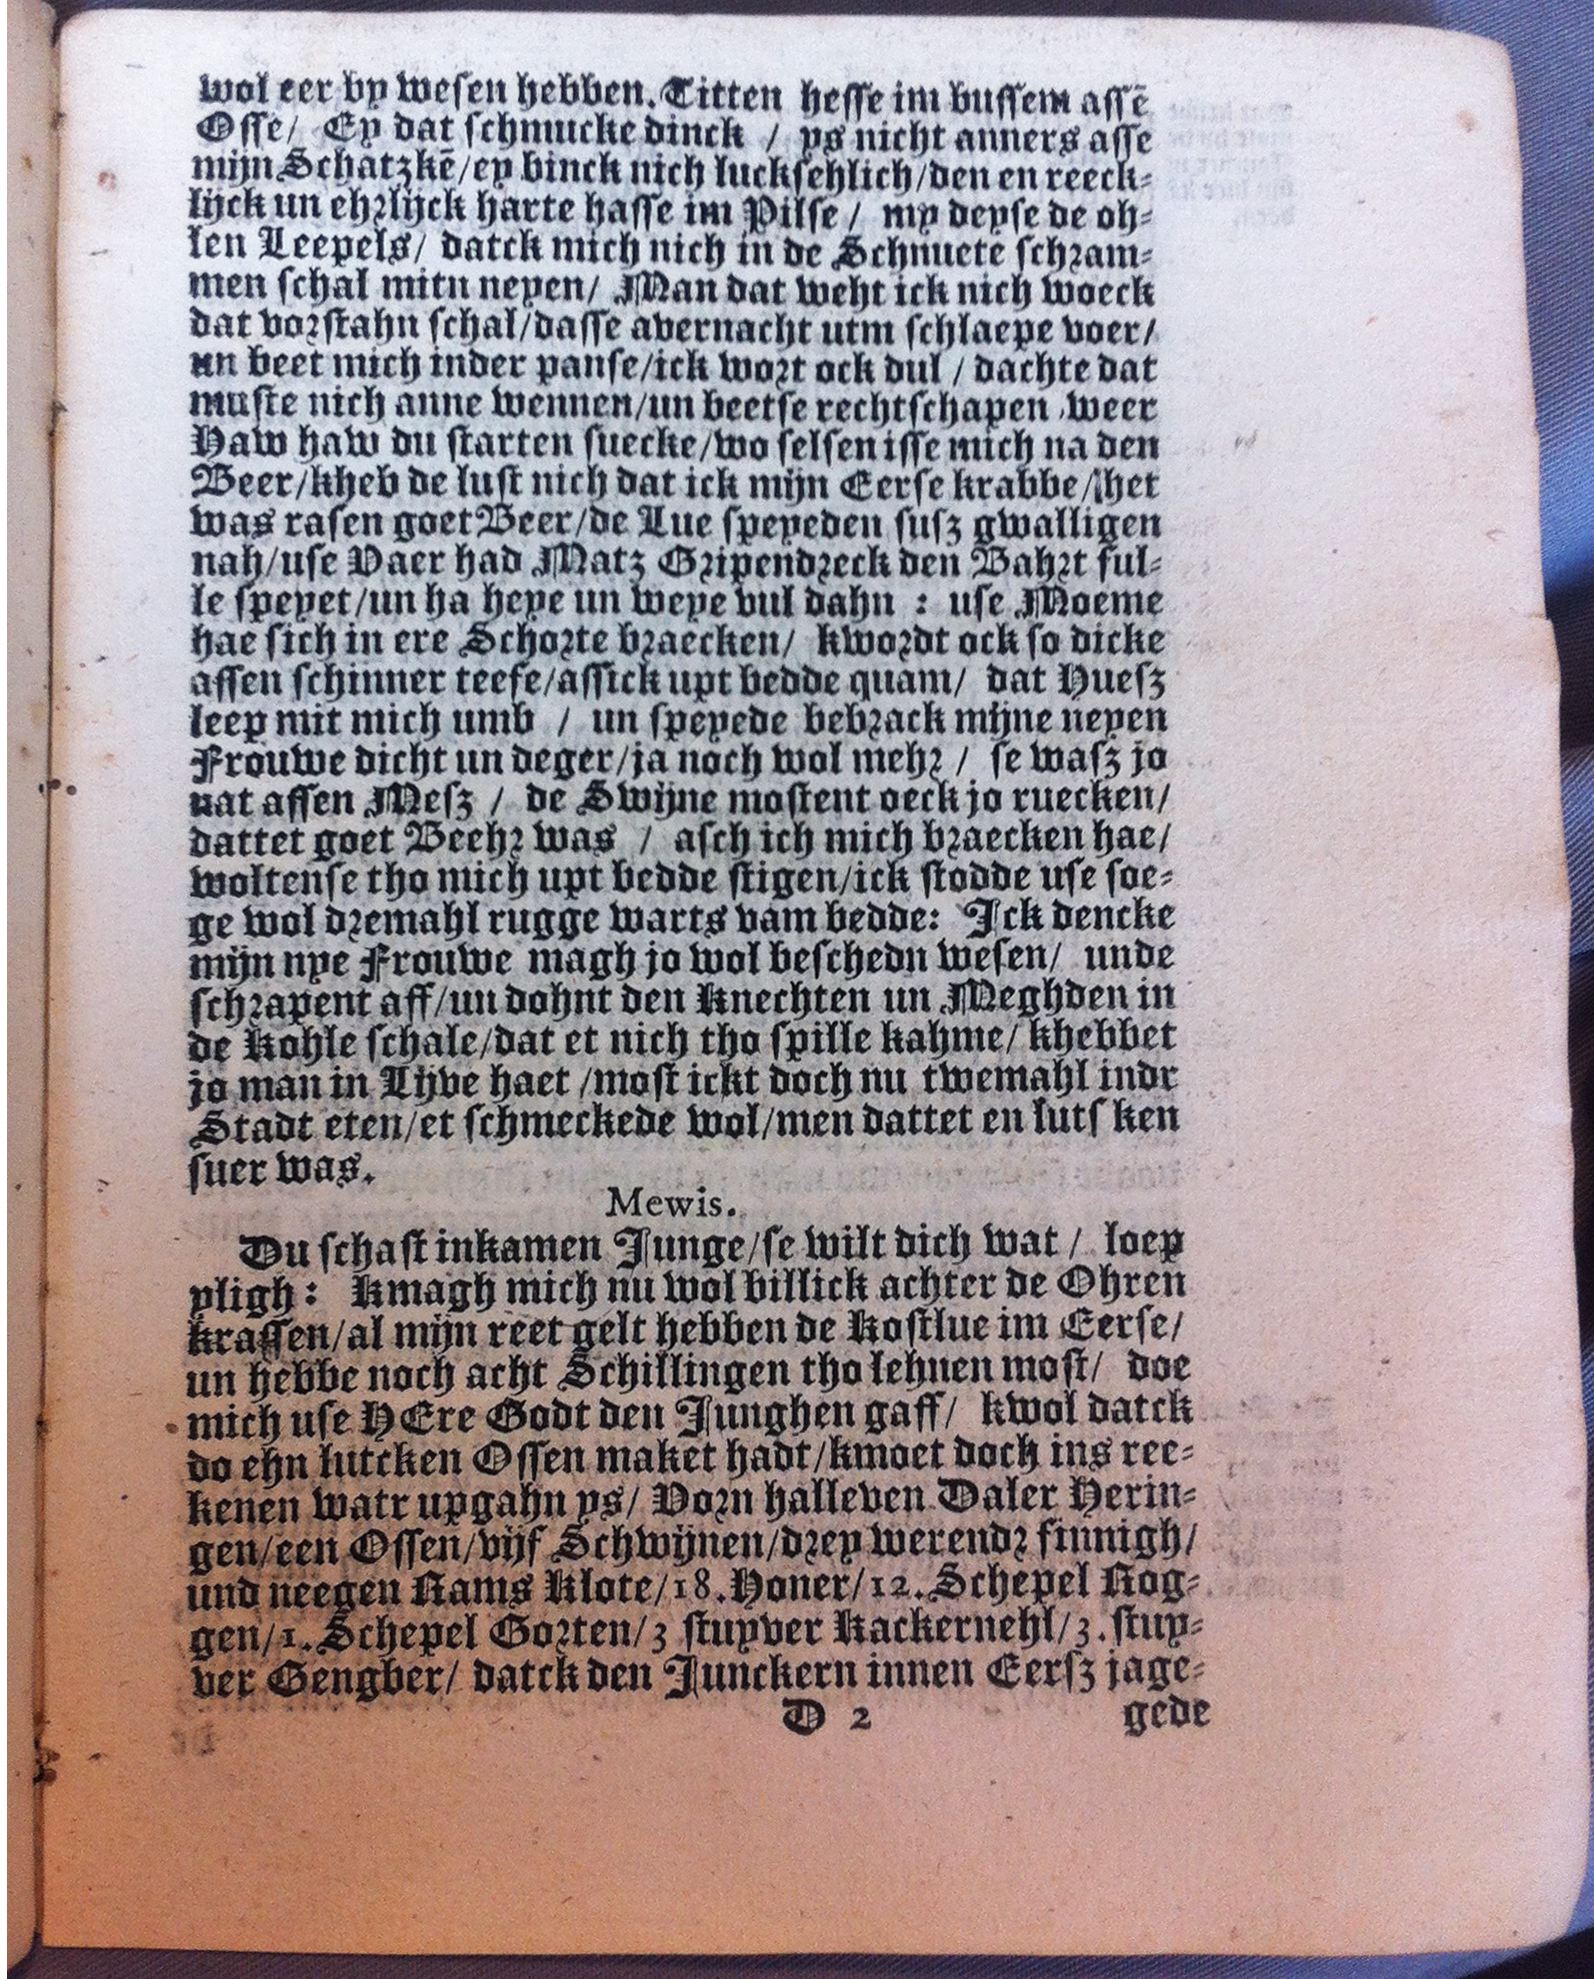 wol eer by wesen hebben. Titten hesse im bussem assē
Osse/ Ey dat schmucke dinck / ys nicht anners asse
mijn Schatzkē/ey binck nich lucksehlich/den en reeck-
lijck un ehrlijck harte hasse im Pilse / my deyse de oh-
len Leepels/ datck mich nich in de Schnuete schram-
men schal mitn neyen/ Man dat weht ick nich woeck
dat vorstahn schal/dasse avernacht utm schlaepe voer/
un beet mich inder panse/ick wort ock dul / dachte dat
muste nich anne wennen/un beetse rechtschapen weer
Haw haw du starten suecke/wo selsen isse mich na den
Beer/kheb de lust nich dat ick mijn Eerse krabbe/het
was rasen goet Beer/de Lue speyeden susz gwalligen
nah/use Vaer had Matz Gripendreck den Bahrt ful-
le speyet/un ha heye un weye vul dahn : use Moeme
hae sich in ere Schorte braecken/ kwordt ock so dicke
assen schinner teefe/assick upt bedde quam/ dat Huesz
leep mit mich umb / un speyede bebrack mijne neyen
Frouwe dicht un deger/ja noch wol mehr / se wasz jo
nat assen Mesz / de Swijne mostent oeck jo ruecken/
dattet goet Beehr was / asch ich mich braecken hae/
woltense tho mich upt bedde stigen/ick stodde use soe-
ge wol dremahl rugge warts vam bedde: Ick dencke
mijn nye Frouwe magh jo wol beschedn wesen/ unde
schrapent aff/un dohnt den Knechten un Meghden in
de Kohle schale/dat et nich tho spille kahme/ khebbet
jo man in Lijve haet /most ickt doch nu twemahl indr
Stadt eten/et schmeckede wol/men dattet en luts ken
suer was.
Mewis.
Du schast inkamen Junge/se wilt dich wat / loep
pligh : Kmagh mich nu wol billick achter de Ohren
krassen/al mijn reet gelt hebben de Kostlue im Eerse/
un hebbe noch acht Schillingen tho lehnen most/ doe
mich use HEre Godt den Junghen gaff/ kwol datck
do ehn lutcken Ossen maket hadt/kmoet doch ins ree-
kenen watr upgahn ys/ Vorn halleven Daler Herin-
gen/een Ossen/vijf Schwijnen/drey werendr finnigh/
und neegen Rams Klote/18. Honer/12. Schepel Rog-
gen/1. Schepel Gorten/3 stuyver Kackernehl/3. stuy-
ver Gengber/ datck den Junckern innen Eersz jage-
D 2 gede